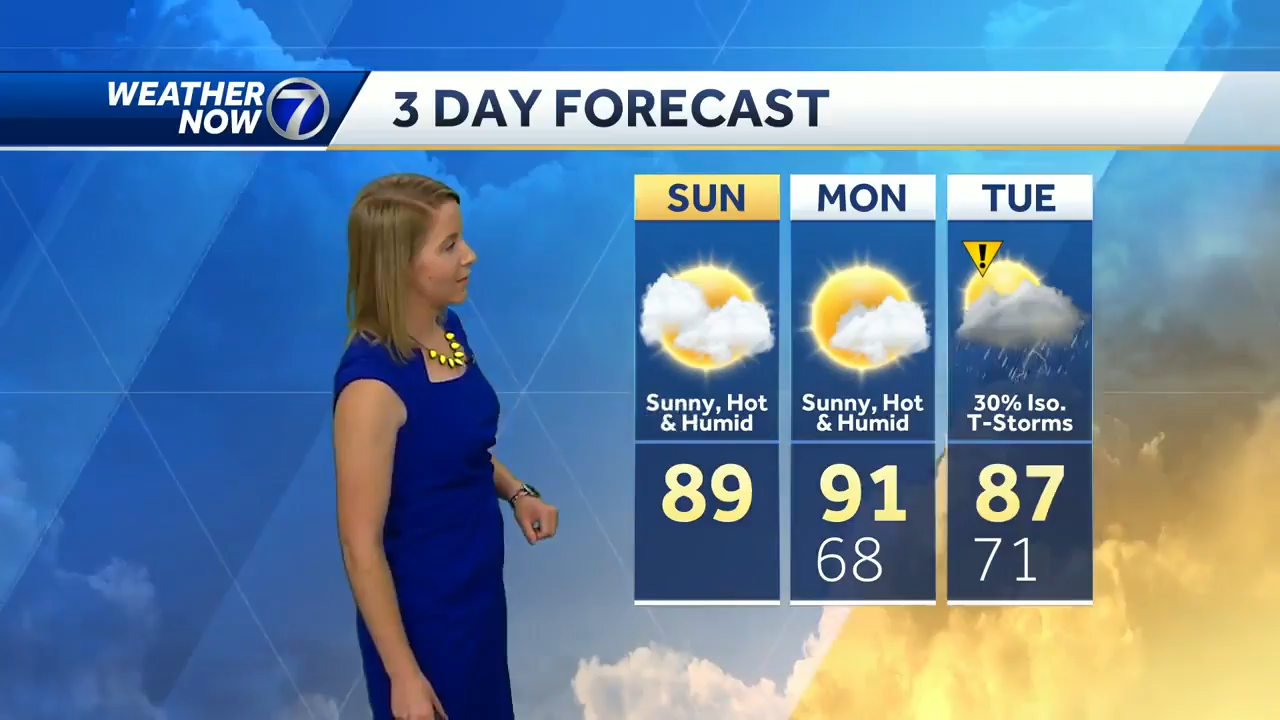 WEATHER
NOW 7
3 DAY FORECAST
SUN
Sunny, Hot
& Humid
89
MON
Sunny, Hot
& Humid
91
68
TUE
!
30% Iso.
T-Storms
87
71